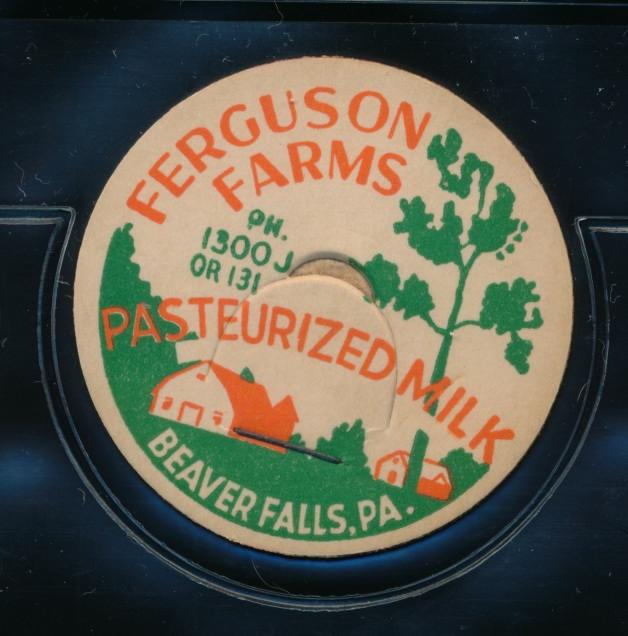 FERGUSON
FARMS
PH.
1300 J
OR 131
PASTEURIZED MILK
BEAVER FALLS, PA.